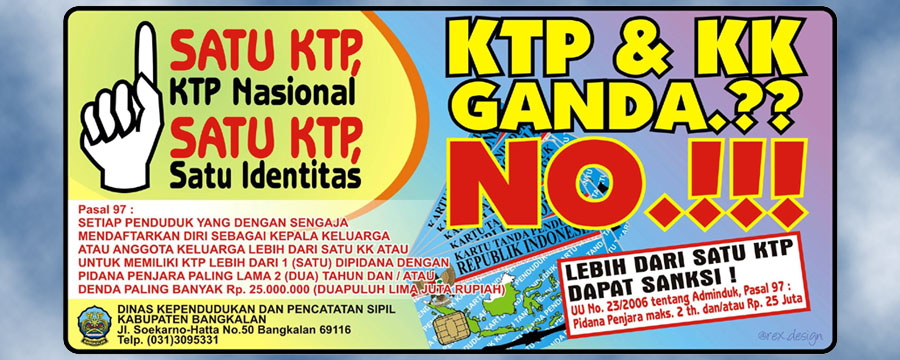 SATU KTP,
KTP Nasional
SATU KTP,
Satu Identitas
Pasal 97 :
SETIAP PENDUDUK YANG DENGAN SENGAJA
MENDAFTARKAN DIRI SEBAGAI KEPALA KELUARGA
ATAU ANGGOTA KELUARGA LEBIH DARI SATU KK ATAU
UNTUK MEMILIKI KTP LEBIH DARI 1 (SATU) DIPIDANA DENGAN
PIDANA PENJARA PALING LAMA 2 (DUA) TAHUN DAN / ATAU
DENDA PALING BANYAK Rp. 25.000.000 (DUAPULUH LIMA JUTA RUPIAH)
DINAS KEPENDUDUKAN DAN PENCATATAN SIPIL
KABUPATEN BANGKALAN
Jl. Soekarno-Hatta No.50 Bangkalan 69116
Telp. (031)3095331
KTP & KK
GANDA.??
NO.!!!
KARTU TANDA PENDUDUK
REPUBLIK INDONESIA
LEBIH DARI SATU KTP
DAPAT SANKSI !
UU No. 23/2006 tentang Adminduk, Pasal 97 :
Pidana Penjara maks. 2 th. dan/atau Rp. 25 Juta
@rex design